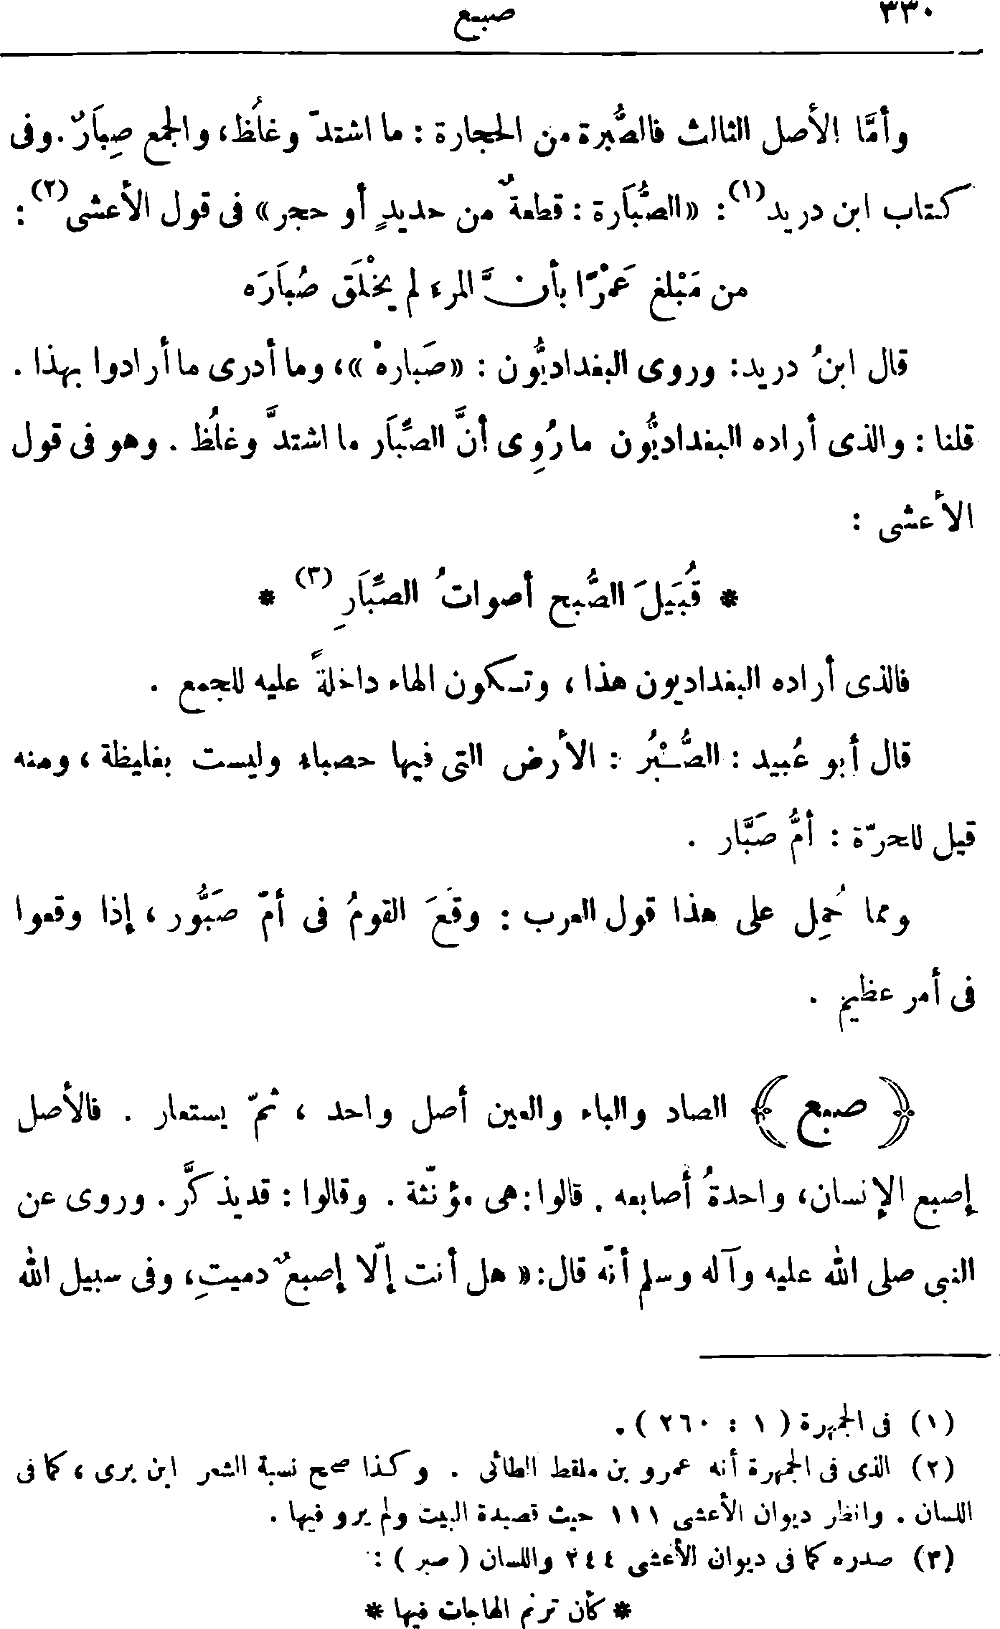 ٣٣٠
صبع
وأمَّا الأصل الثالث فالصُّبرة من الحجارة : ما اشتدّ وغلُظ، والجمع صِبَارٌ. وفى
كتاب ابن دريد(١): «الصُّبَارة : قطعةٌ من حديدٍ أو حجر» فى قول الأعشى(٢):
من مَبْلغ عَمْرًا بأنَّ المرء لم يخْلَق صُبَارَه
قال ابنُ دريد: وروى البغداديُّون : «صَبَارهْ»، وما أدرى ما أرادوا بهذا .
قلنا : والذى أراده البغداديُّون ما رُوِى أنَّ الصِّبَار ما اشتدَّ وغلُظ . وهو فى قول
الأعشى :
* قُبَيلَ الصُّبح أصواتُ الصِّبَارِ (٣) *
فالذى أراده البغداديون هذا ، وتكون الهاء داخلةً عليه للجمع .
قال أبو عُبيد : الصُّبْرُ : الأرض التى فيها حصباء وليست بغليظة ، ومنه
قيل للحرّة : أمُّ صَبَّار .
ومما حُمِل على هذا قول العرب : وقعَ القومُ فى أمّ صَبُّور ، إذا وقعوا
فى أمر عظيم .
﴿ صبع ﴾ الصاد والباء والعين أصل واحد ، ثمّ يستعار . فالأصل
إصبع الإنسان، واحدةُ أصابعه . قالوا: هى مؤنّثة . وقالوا : قد يذكَّر . وروى عن
النبى صلى الله عليه وآله وسلم أنّه قال: « هل أنت إلّا إصبعٌ دميتِ، وفى سبيل الله
(١) فى الجمهرة ( ١ : ٢٦٠ ) .
(٢) الذى فى الجمهرة أنه عمرو بن ملقط الطائى . وكذا صحح نسبة الشعر ابن برى ، كما فى
اللسان . وانظر ديوان الأعشى ١١١ حيث قصيدة البيت ولم يرو فيها .
(٣) صدره كما فى ديوان الأعشى ٢٤٤ واللسان ( صبر ) :
* كأن ترنم الهاجات فيها *